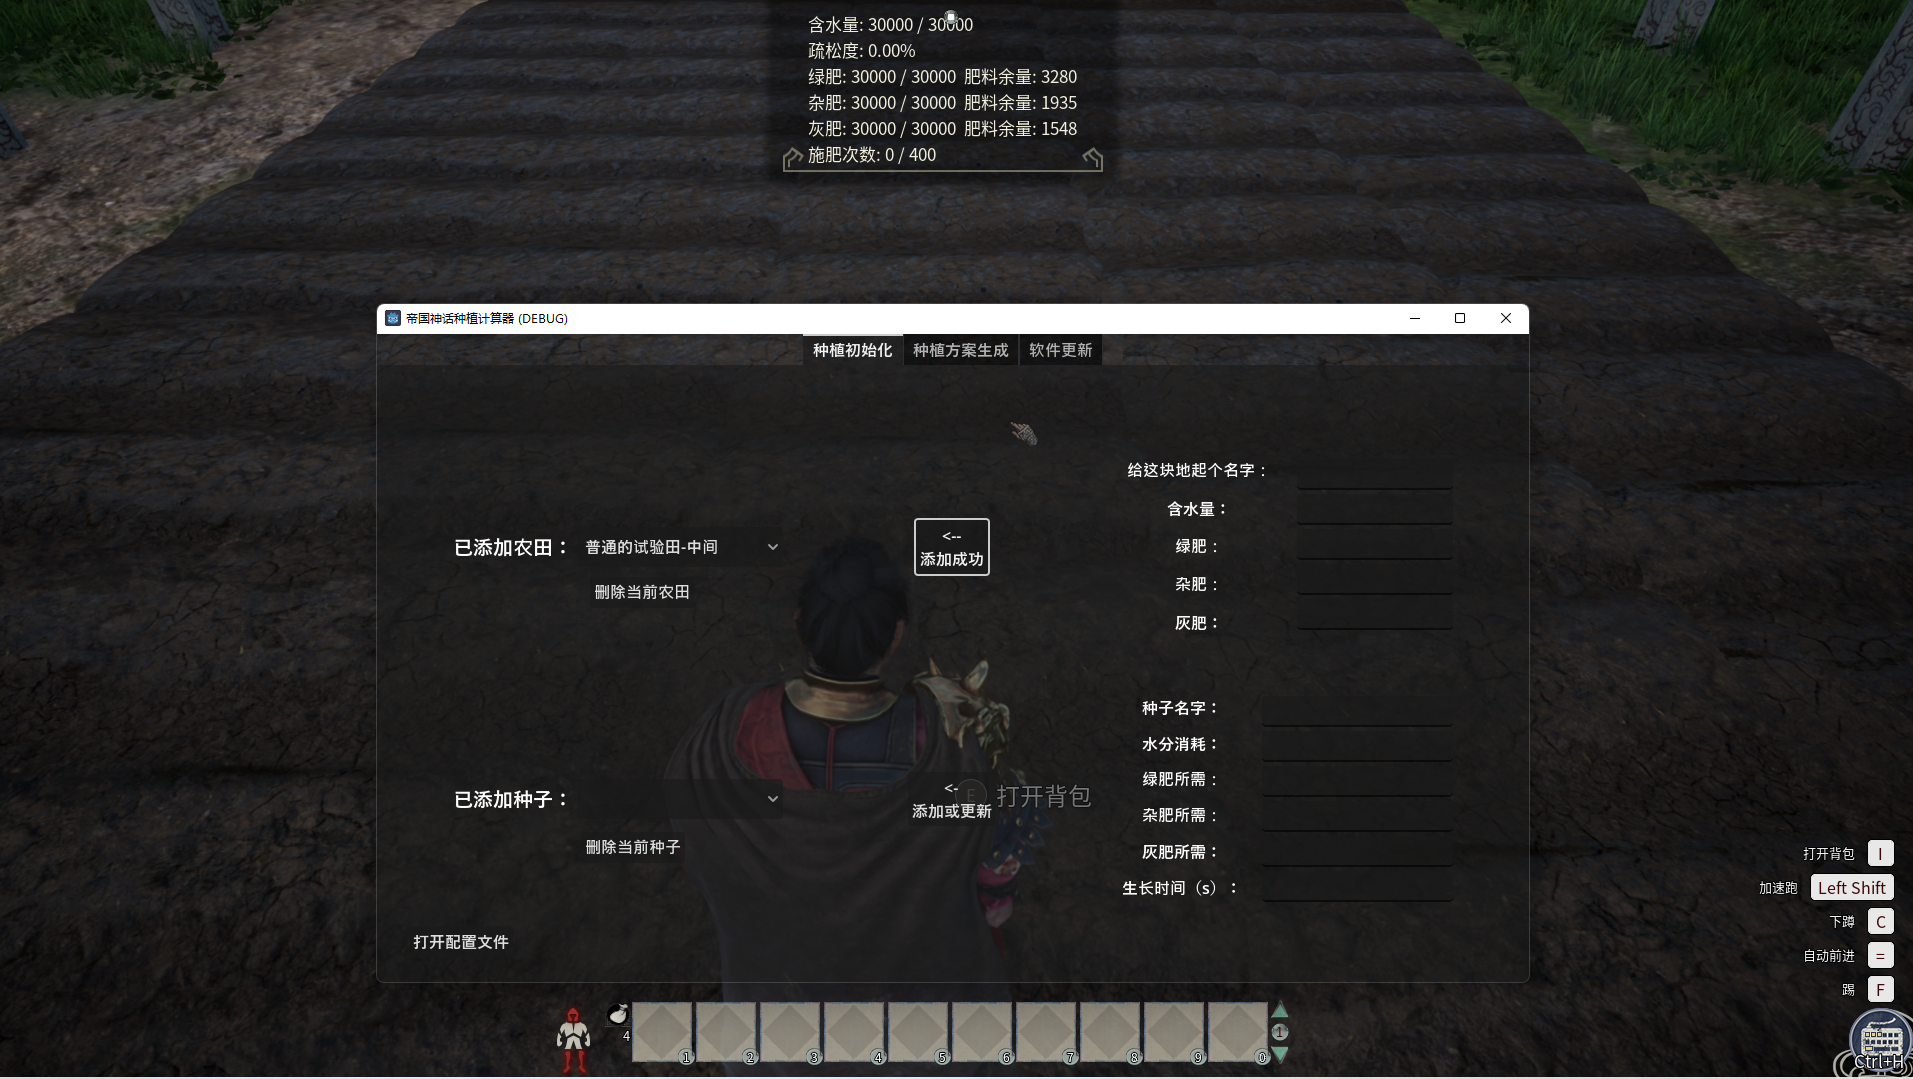 含水量: 30000 / 30000
疏松度: 0.00%
绿肥: 30000 / 30000 肥料余量: 3280
杂肥: 30000 / 30000 肥料余量: 1935
灰肥: 30000 / 30000 肥料余量: 1548
施肥次数: 0 / 400
帝国神话种植计算器 (DEBUG)
种植初始化 种植方案生成 软件更新
给这块地起个名字：
含水量：
绿肥：
杂肥：
灰肥：
已添加农田： 普通的试验田-中间
删除当前农田
<--
添加成功
种子名字：
水分消耗：
绿肥所需：
杂肥所需：
灰肥所需：
生长时间（s）：
已添加种子：
删除当前种子
<-
添加或更新
E 打开背包
打开配置文件
打开背包 I
加速跑 Left Shift
下蹲 C
自动前进 =
踢 F
Ctrl+H
4
1 2 3 4 5 6 7 8 9 0
1